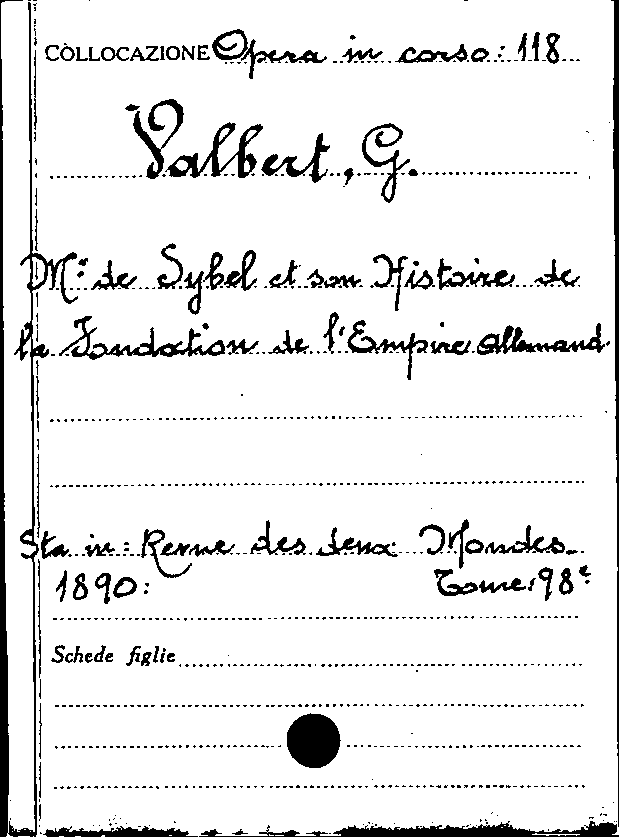 COLLOCAZIONE Opera in corso: 118
Valbert, G.
Mr. de Sybel et son Histoire de
la Fondation de l'Empire Allemand.
Sta in: Revue des deux Mondes.
1890: Tome: 98e.
Schede figlie